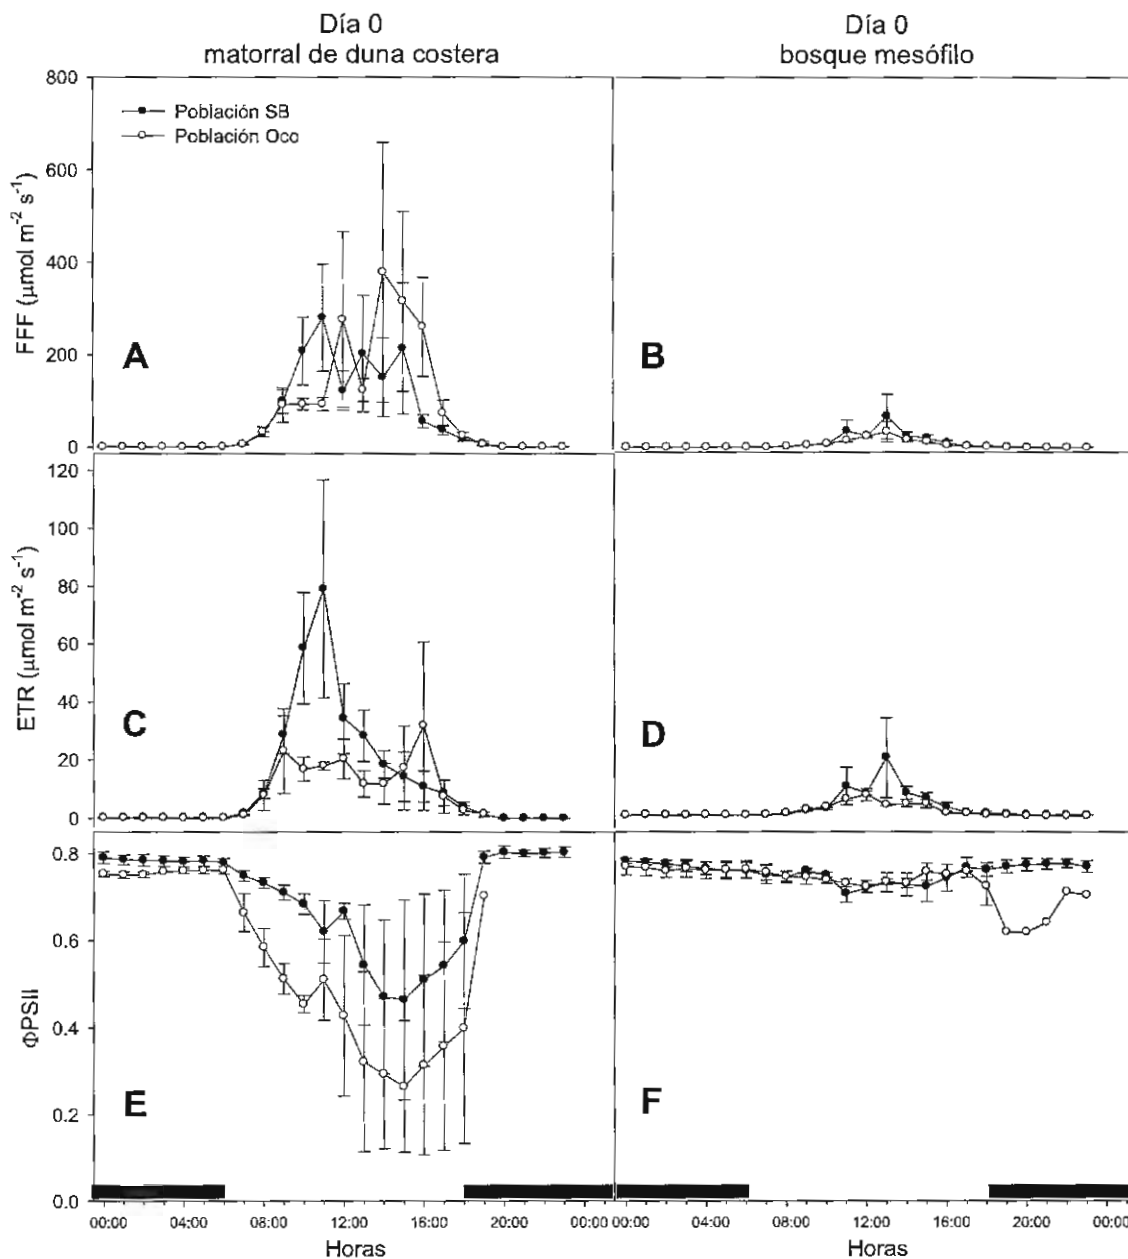 Día 0
matorral de duna costera
Día 0
bosque mesófilo
800
600
400
200
0
FFF (µmol m⁻² s⁻¹)
Población SB
Población Oco
A
B
120
100
80
60
40
20
0
ETR (µmol m⁻² s⁻¹)
C
D
0.8
0.6
0.4
0.2
0.0
ΦPSII
E
F
00:00 04:00 08:00 12:00 16:00 20:00 00:00
00:00 04:00 08:00 12:00 16:00 20:00 00:00
Horas
Horas